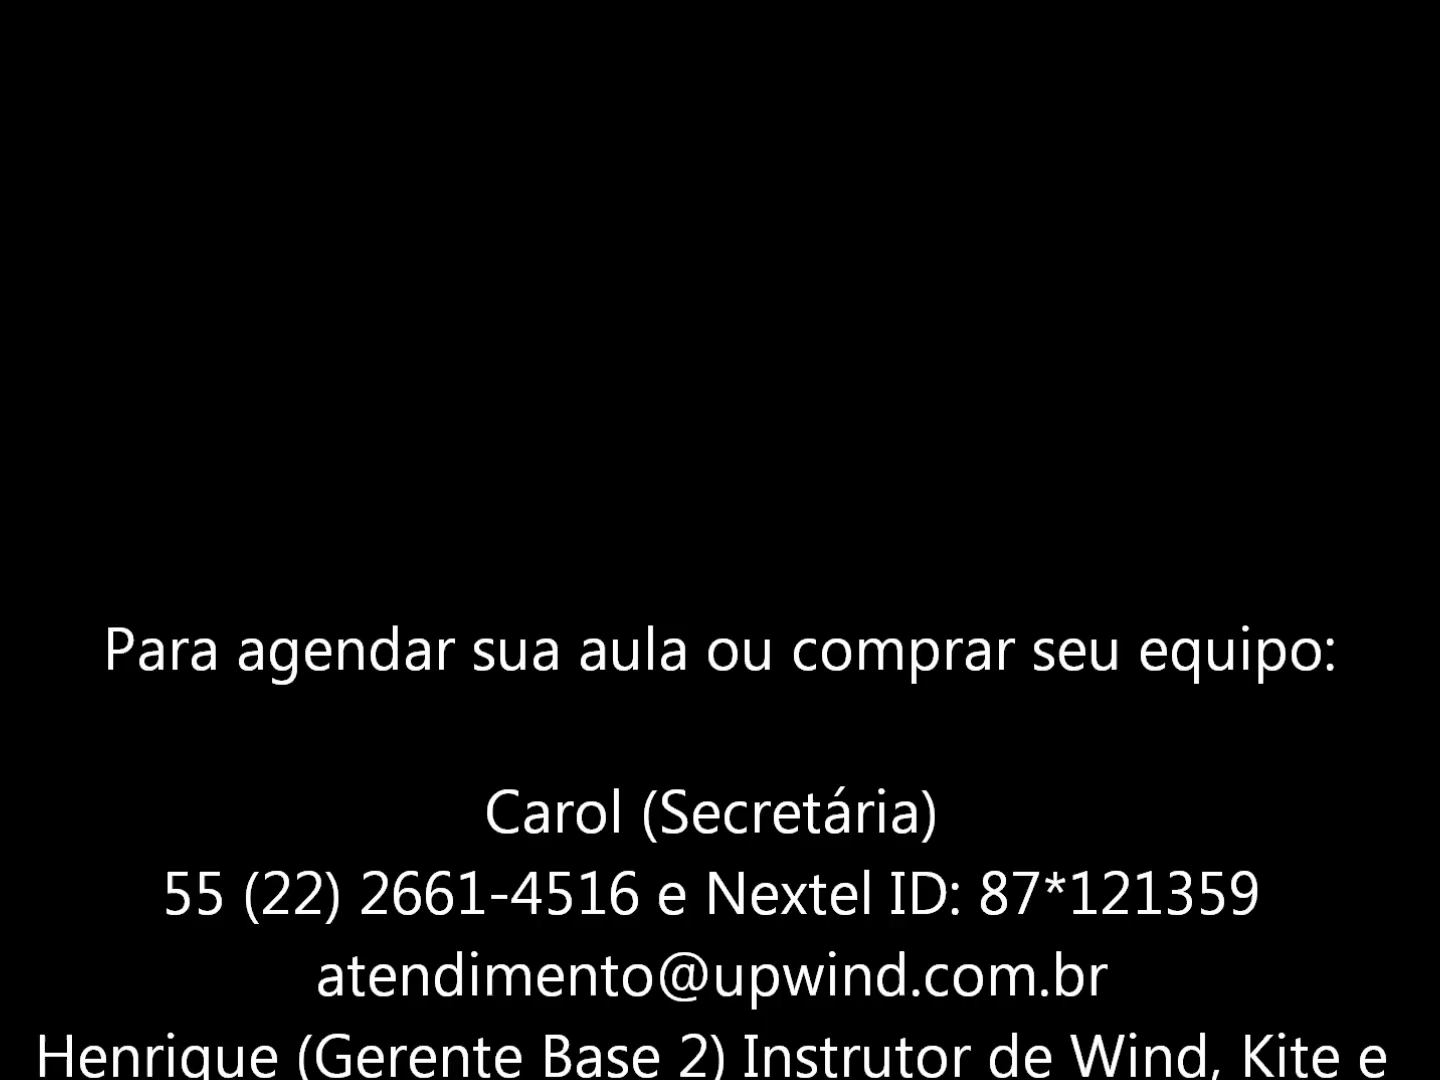 Para agendar sua aula ou comprar seu equipo:
Carol (Secretária)
55 (22) 2661-4516 e Nextel ID: 87*121359
atendimento@upwind.com.br
Henrique (Gerente Base 2) Instrutor de Wind, Kite e